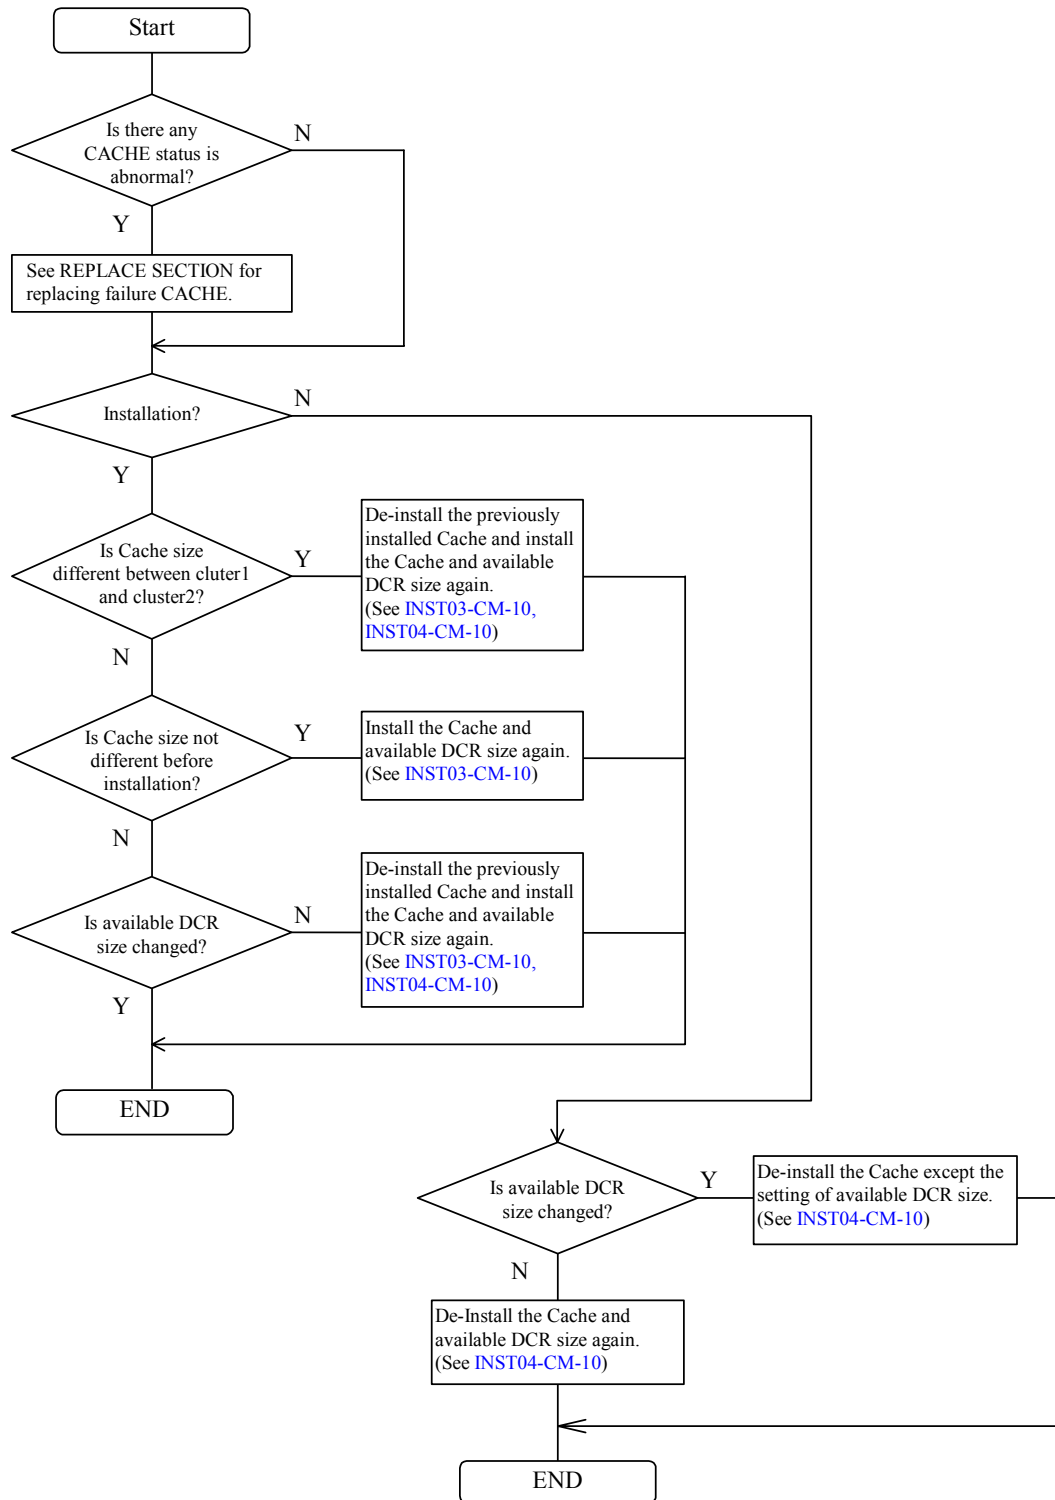 Start
Is there any
CACHE status is
abnormal?
N
Y
See REPLACE SECTION for
replacing failure CACHE.
Installation?
N
Y
Is Cache size
different between cluter1
and cluster2?
Y
De-install the previously
installed Cache and install
the Cache and available
DCR size again.
(See INST03-CM-10,
INST04-CM-10)
N
Is Cache size not
different before
installation?
Y
Install the Cache and
available DCR size again.
(See INST03-CM-10)
N
Is available DCR
size changed?
N
De-install the previously
installed Cache and install
the Cache and available
DCR size again.
(See INST03-CM-10,
INST04-CM-10)
Y
END
Is available DCR
size changed?
Y
De-install the Cache except the
setting of available DCR size.
(See INST04-CM-10)
N
De-Install the Cache and
available DCR size again.
(See INST04-CM-10)
END